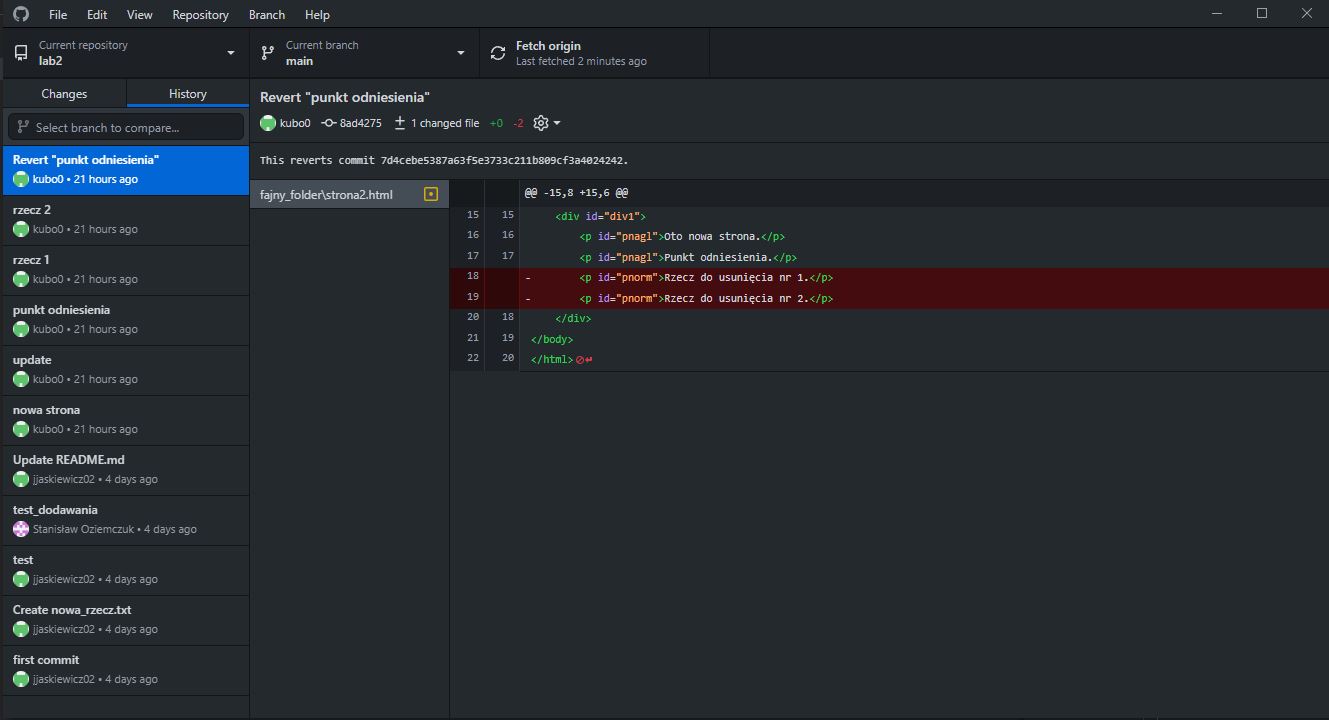 File Edit View Repository Branch Help
Current repository
lab2
Current branch
main
Fetch origin
Last fetched 2 minutes ago
Changes
History
Select branch to compare...
Revert "punkt odniesienia"
kubo0 • 21 hours ago
rzecz 2
kubo0 • 21 hours ago
rzecz 1
kubo0 • 21 hours ago
punkt odniesienia
kubo0 • 21 hours ago
update
kubo0 • 21 hours ago
nowa strona
kubo0 • 21 hours ago
Update README.md
jjaskiewicz02 • 4 days ago
test_dodawania
Stanisław Oziemczuk • 4 days ago
test
jjaskiewicz02 • 4 days ago
Create nowa_rzecz.txt
jjaskiewicz02 • 4 days ago
first commit
jjaskiewicz02 • 4 days ago
Revert "punkt odniesienia"
kubo0 8ad4275 1 changed file +0 -2
This reverts commit 7d4cebe5387a63f5e3733c211b809cf3a4024242.
fajny_folder\strona2.html
@@ -15,8 +15,6 @@
15 15 <div id="div1">
16 16 <p id="pnagl">Oto nowa strona.</p>
17 17 <p id="pnagl">Punkt odniesienia.</p>
18 - <p id="pnorm">Rzecz do usunięcia nr 1.</p>
19 - <p id="pnorm">Rzecz do usunięcia nr 2.</p>
20 18 </div>
21 19 </body>
22 20 </html>